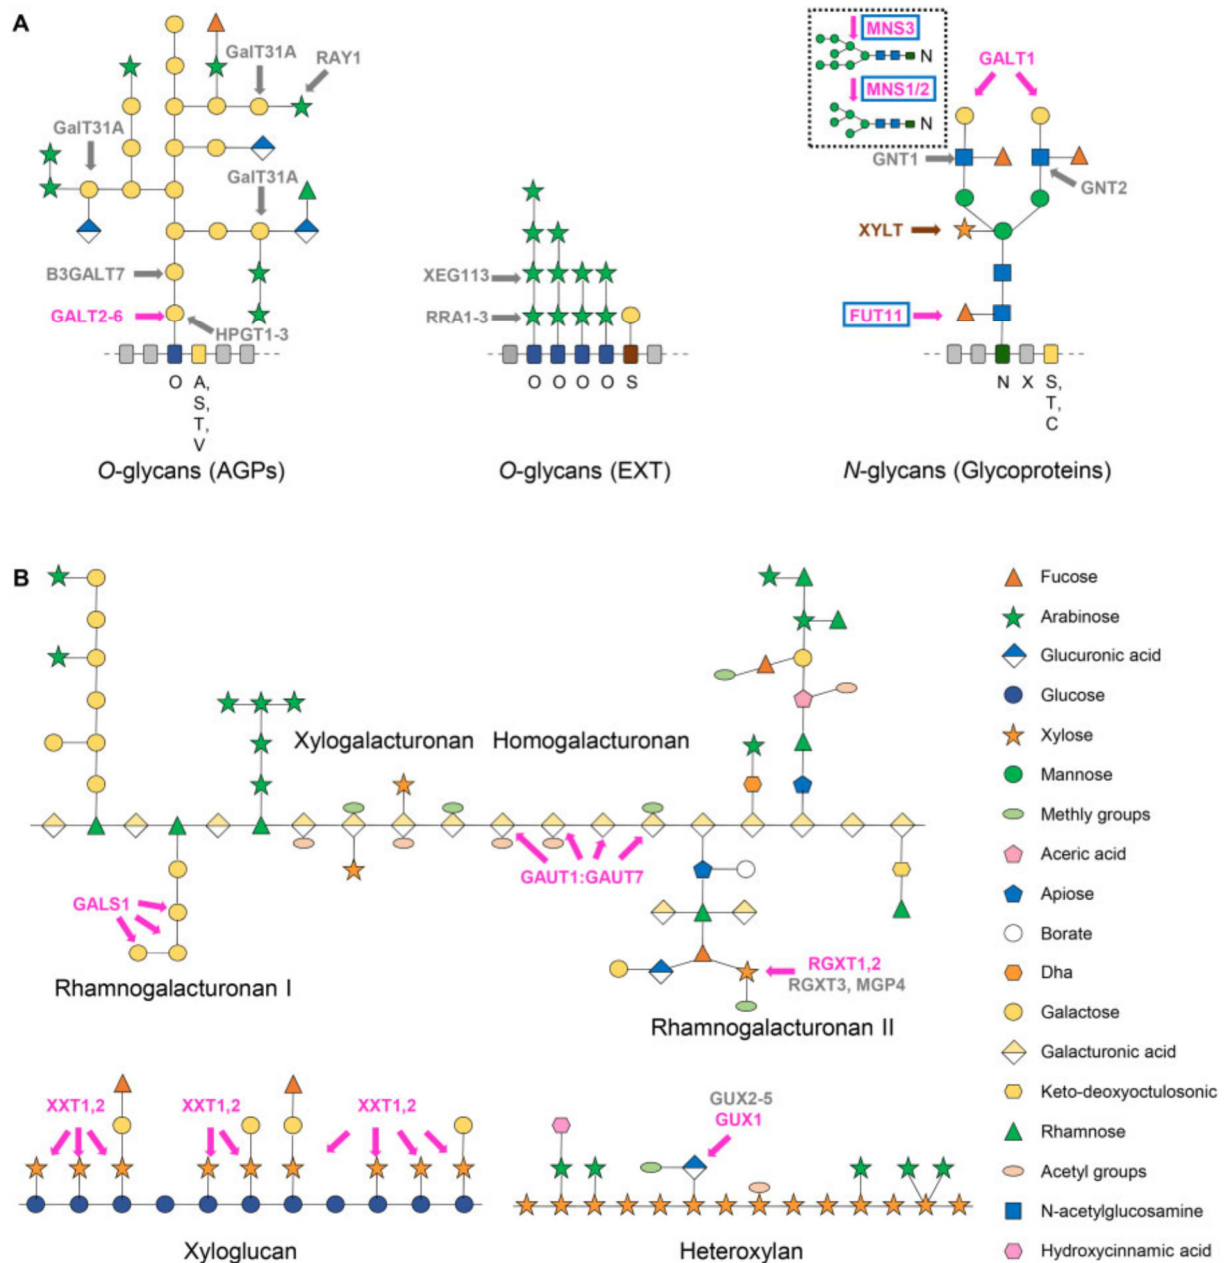 A
GalT31A
RAY1
GalT31A
GalT31A
B3GALT7
GALT2-6
HPGT1-3
O A,
S,
T,
V
O-glycans (AGPs)
XEG113
RRA1-3
O O O O S
O-glycans (EXT)
MNS3
N
MNS1/2
N
GALT1
GNT1
GNT2
XYLT
FUT11
N X S,
T,
C
N-glycans (Glycoproteins)
B
Xylogalacturonan
Homogalacturonan
GAUT1:GAUT7
GALS1
Rhamnogalacturonan I
RGXT1,2
RGXT3, MGP4
Rhamnogalacturonan II
XXT1,2
XXT1,2
XXT1,2
Xyloglucan
GUX2-5
GUX1
Heteroxylan
Fucose
Arabinose
Glucuronic acid
Glucose
Xylose
Mannose
Methly groups
Aceric acid
Apiose
Borate
Dha
Galactose
Galacturonic acid
Keto-deoxyoctulosonic
Rhamnose
Acetyl groups
N-acetylglucosamine
Hydroxycinnamic acid